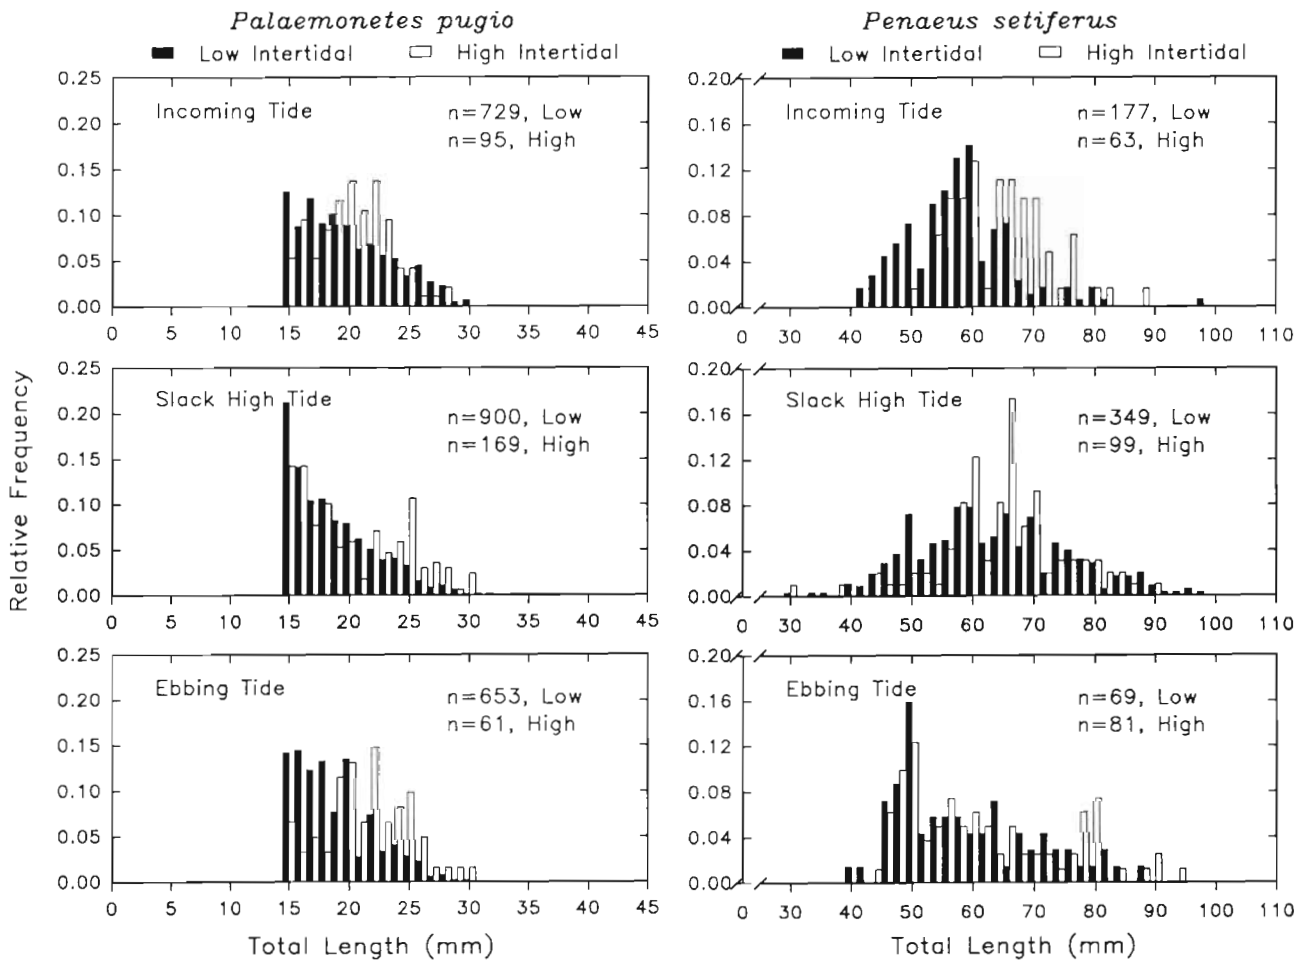 Palaemonetes pugio
Penaeus setiferus
Low Intertidal High Intertidal
Low Intertidal High Intertidal
Relative Frequency
0.25
0.20
0.15
0.10
0.05
0.00
Incoming Tide
n=729, Low
n=95, High
0 5 10 15 20 25 30 35 40 45
0.20
0.16
0.12
0.08
0.04
0.00
Incoming Tide
n=177, Low
n=63, High
0 30 40 50 60 70 80 90 100 110
0.25
0.20
0.15
0.10
0.05
0.00
Slack High Tide
n=900, Low
n=169, High
0 5 10 15 20 25 30 35 40 45
0.20
0.16
0.12
0.08
0.04
0.00
Slack High Tide
n=349, Low
n=99, High
0 30 40 50 60 70 80 90 100 110
0.25
0.20
0.15
0.10
0.05
0.00
Ebbing Tide
n=653, Low
n=61, High
0 5 10 15 20 25 30 35 40 45
Total Length (mm)
0.20
0.16
0.12
0.08
0.04
0.00
Ebbing Tide
n=69, Low
n=81, High
0 30 40 50 60 70 80 90 100 110
Total Length (mm)